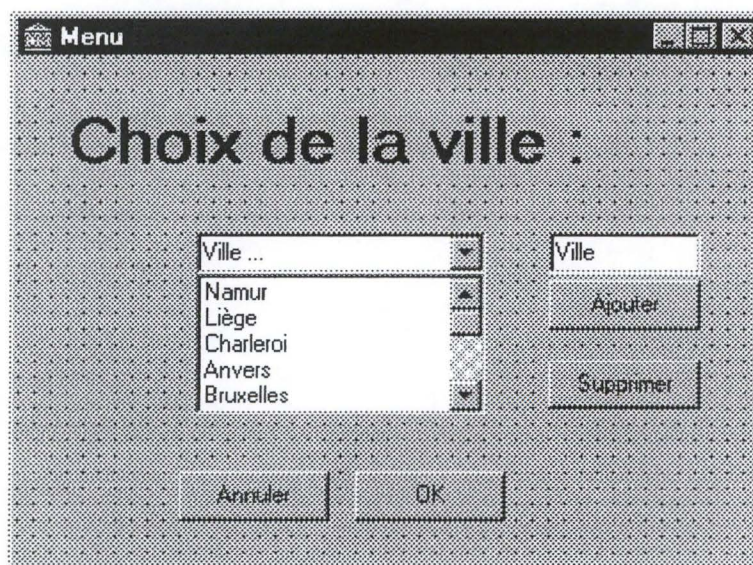 Menu
Choix de la ville :
Ville ...
Ville
Namur
Liège
Charleroi
Anvers
Bruxelles
Ajouter
Supprimer
Annuler
OK